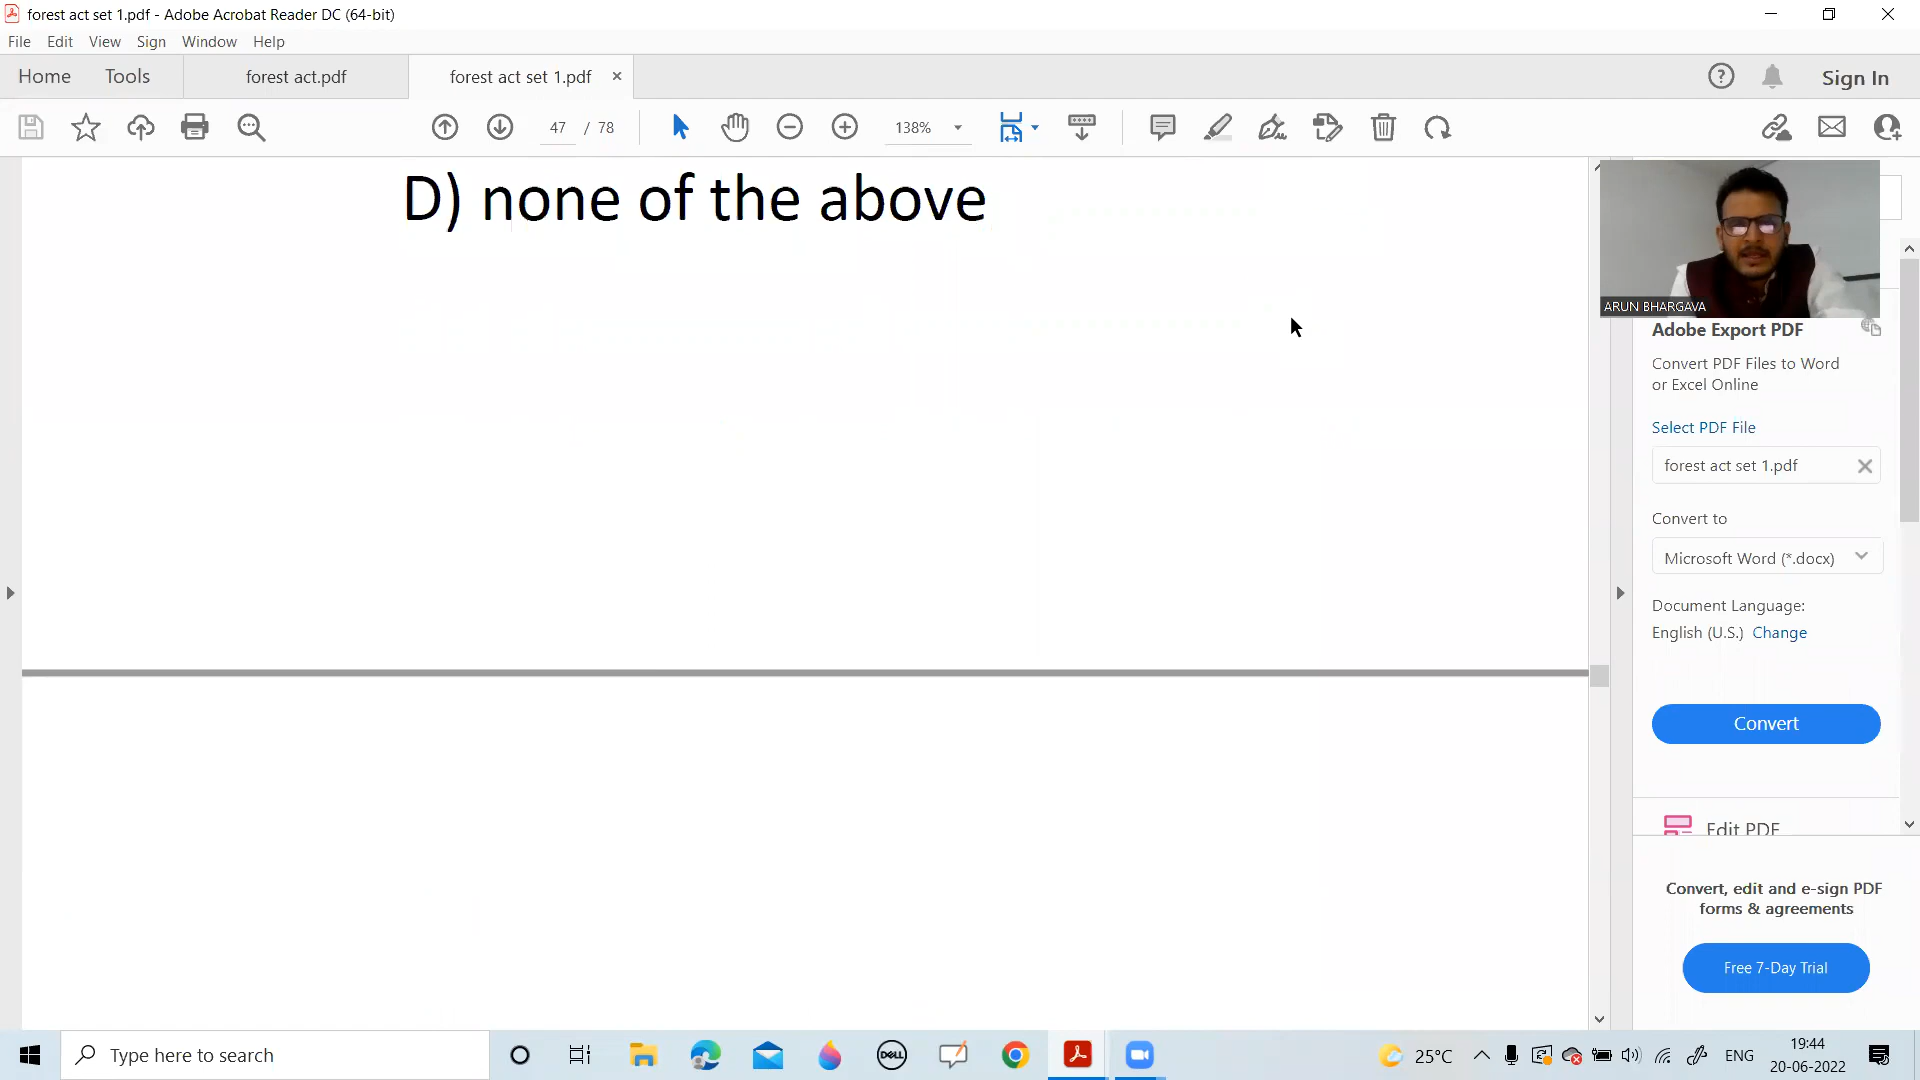 forest act set 1.pdf - Adobe Acrobat Reader DC (64-bit)
File Edit View Sign Window Help
Home Tools forest act.pdf forest act set 1.pdf × Sign In
47 / 78 138%
D) none of the above
ARUN BHARGAVA
Adobe Export PDF
Convert PDF Files to Word
or Excel Online
Select PDF File
forest act set 1.pdf
Convert to
Microsoft Word (*.docx)
Document Language:
English (U.S.) Change
Convert
Edit PDF
Convert, edit and e-sign PDF
forms & agreements
Free 7-Day Trial
Type here to search
DELL
25°C
ENG
19:44
20-06-2022